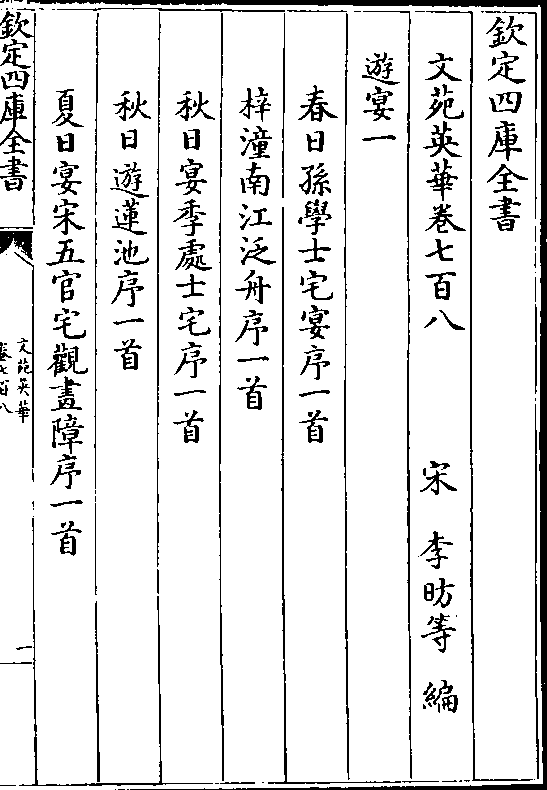 欽定四庫全書
文苑英華卷七百八
宋 李昉等 編
遊宴一
春日孫學士宅宴序一首
梓潼南江泛舟序一首
秋日宴季處士宅序一首
秋日遊蓮池序一首
夏日宴宋五官宅觀畫障序一首
欽定四庫全書
文苑英華
卷七百八
一